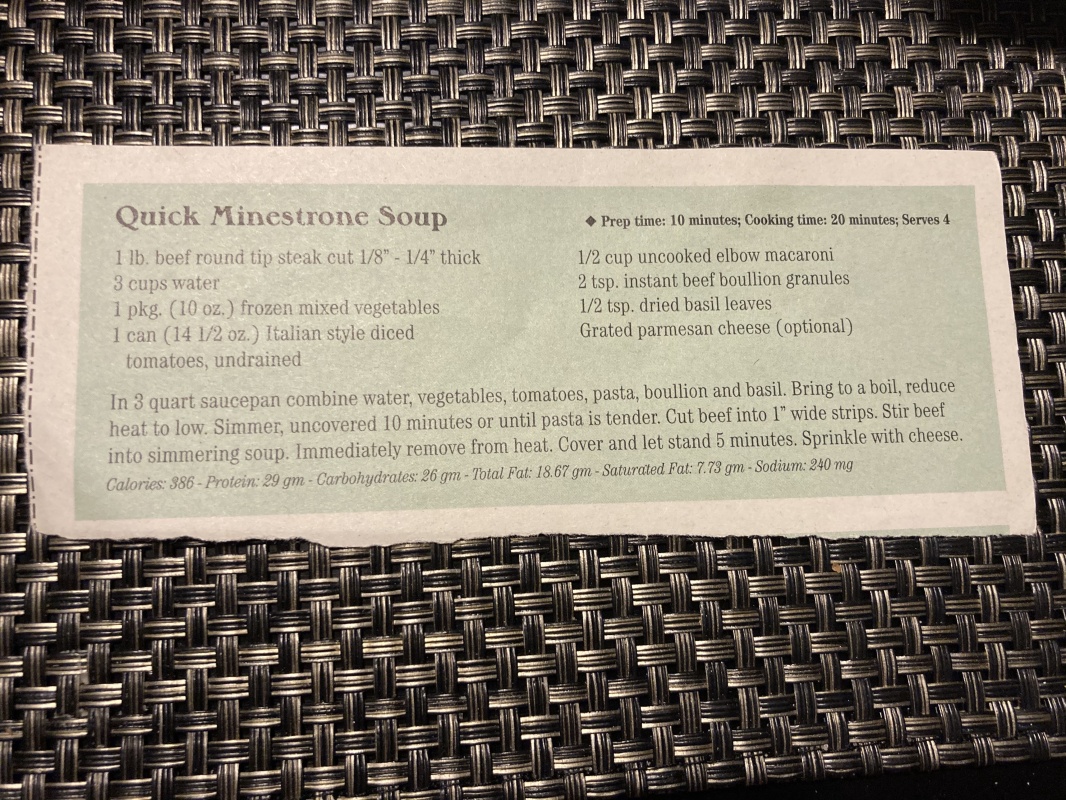 Quick Minestrone Soup
◆ Prep time: 10 minutes; Cooking time: 20 minutes; Serves 4
1 lb. beef round tip steak cut 1/8” - 1/4” thick
3 cups water
1 pkg. (10 oz.) frozen mixed vegetables
1 can (14 1/2 oz.) Italian style diced
tomatoes, undrained
1/2 cup uncooked elbow macaroni
2 tsp. instant beef boullion granules
1/2 tsp. dried basil leaves
Grated parmesan cheese (optional)
In 3 quart saucepan combine water, vegetables, tomatoes, pasta, boullion and basil. Bring to a boil, reduce
heat to low. Simmer, uncovered 10 minutes or until pasta is tender. Cut beef into 1” wide strips. Stir beef
into simmering soup. Immediately remove from heat. Cover and let stand 5 minutes. Sprinkle with cheese.
Calories: 386 - Protein: 29 gm - Carbohydrates: 26 gm - Total Fat: 18.67 gm - Saturated Fat: 7.73 gm - Sodium: 240 mg